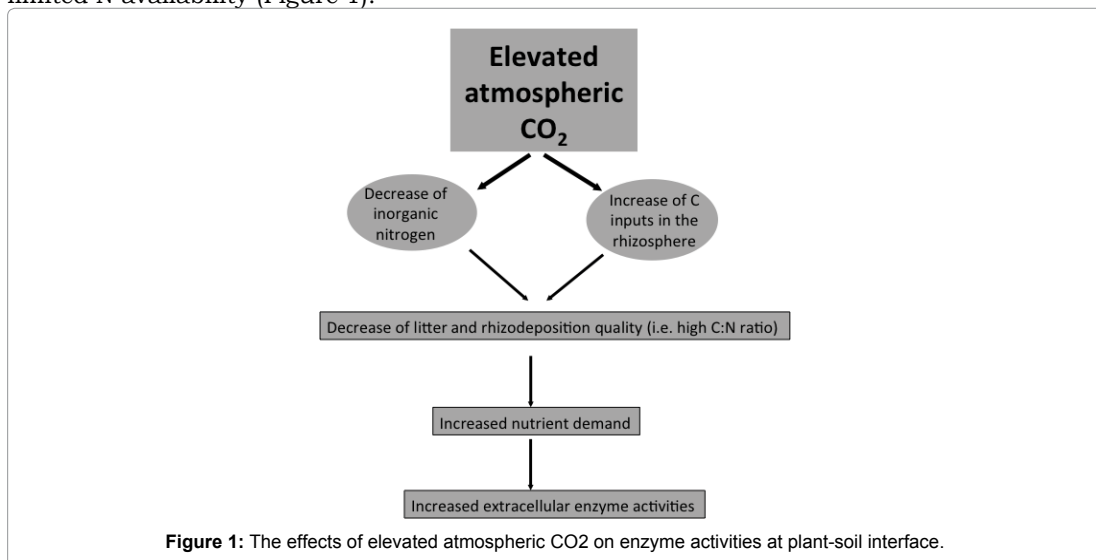 limited N availability (Figure 1).
Elevated
atmospheric
CO₂
Decrease of
inorganic
nitrogen
Increase of C
inputs in the
rhizosphere
Decrease of litter and rhizodeposition quality (i.e. high C:N ratio)
Increased nutrient demand
Increased extracellular enzyme activities
Figure 1: The effects of elevated atmospheric CO2 on enzyme activities at plant-soil interface.